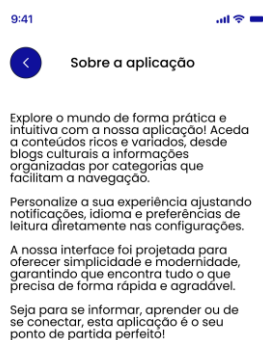 9:41
Sobre a aplicação
Explore o mundo de forma prática e
intuitiva com a nossa aplicação! Aceda
a conteúdos ricos e variados, desde
blogs culturais a informações
organizadas por categorias que
facilitam a navegação.
Personalize a sua experiência ajustando
notificações, idioma e preferências de
leitura diretamente nas configurações.
A nossa interface foi projetada para
oferecer simplicidade e modernidade,
garantindo que encontra tudo o que
precisa de forma rápida e agradável.
Seja para se informar, aprender ou de
se conectar, esta aplicação é o seu
ponto de partida perfeito!